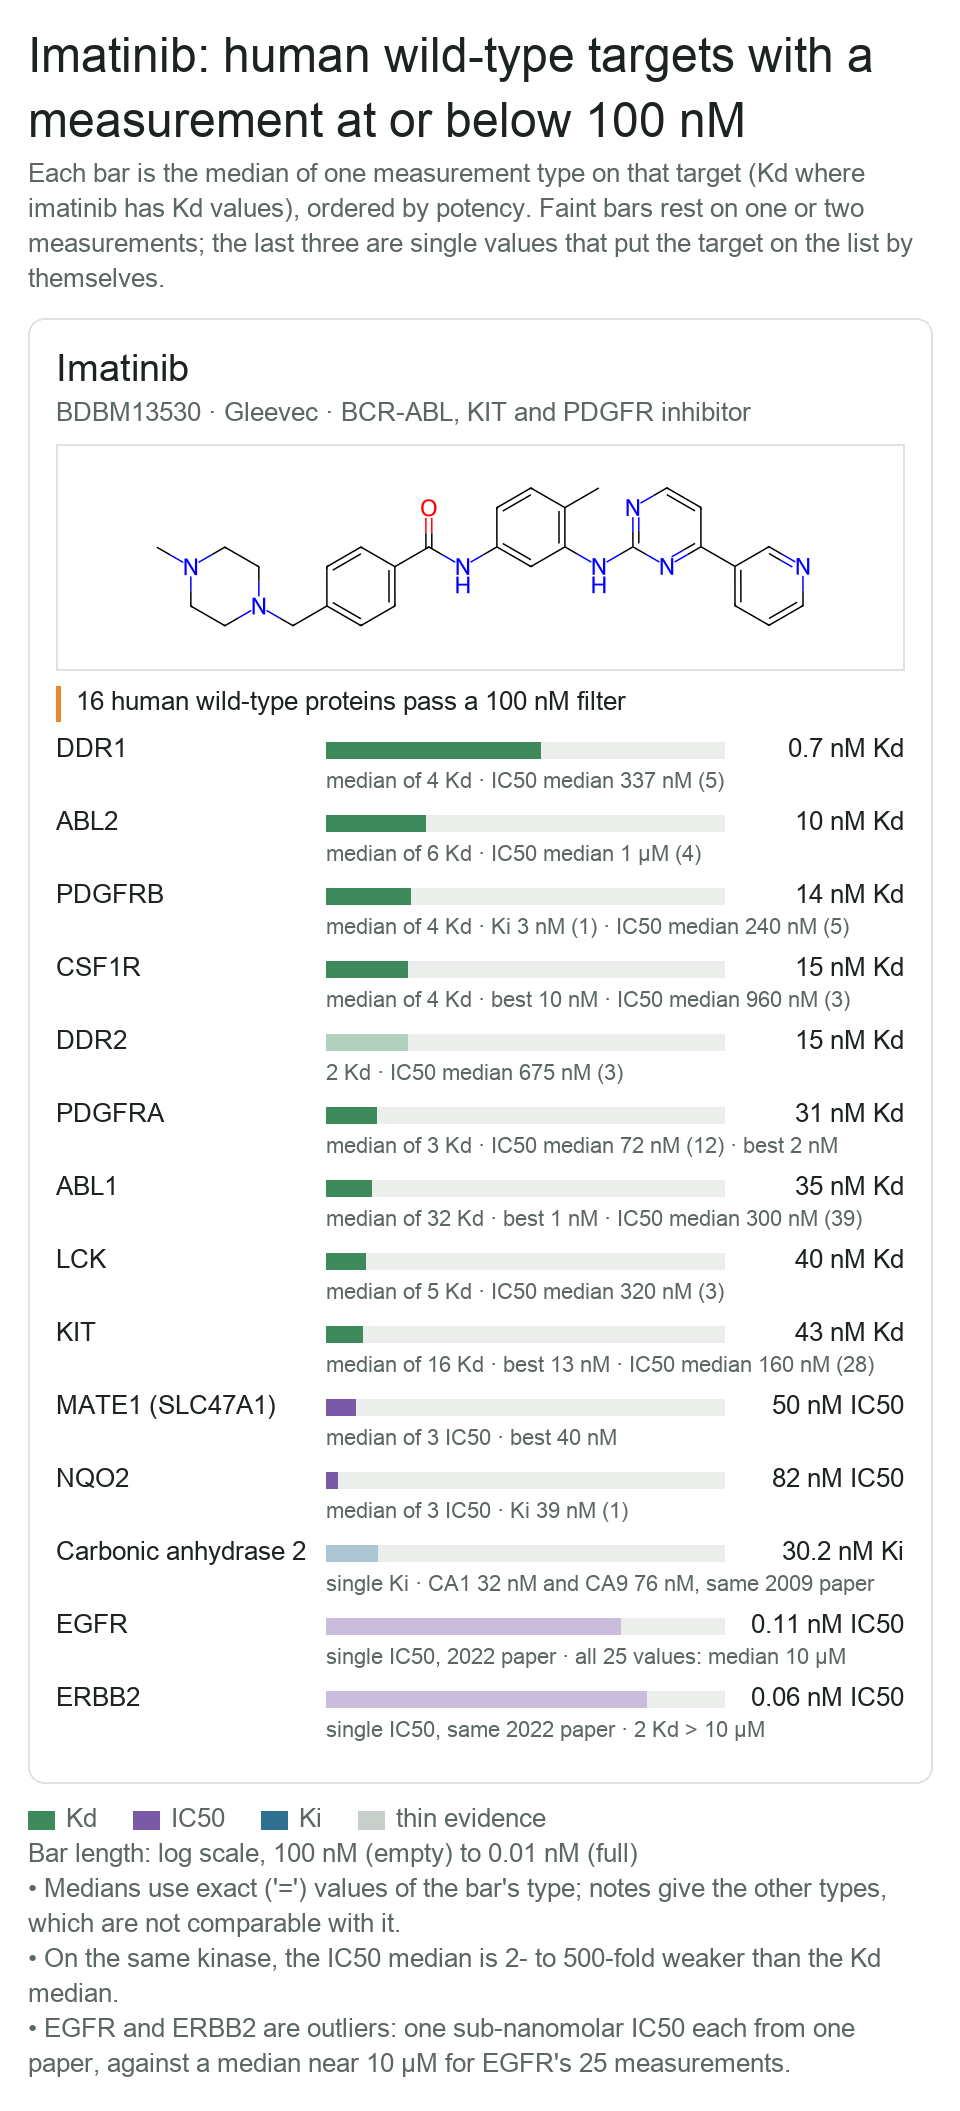 Imatinib: human wild-type targets with a
measurement at or below 100 nM
Each bar is the median of one measurement type on that target (Kd where
imatinib has Kd values), ordered by potency. Faint bars rest on one or two
measurements; the last three are single values that put the target on the list by
themselves.
Imatinib
BDBM13530 · Gleevec · BCR-ABL, KIT and PDGFR inhibitor
O
N
N
N
H
N
H
N
N
N
16 human wild-type proteins pass a 100 nM filter
DDR1 0.7 nM Kd
median of 4 Kd · IC50 median 337 nM (5)
ABL2 10 nM Kd
median of 6 Kd · IC50 median 1 µM (4)
PDGFRB 14 nM Kd
median of 4 Kd · Ki 3 nM (1) · IC50 median 240 nM (5)
CSF1R 15 nM Kd
median of 4 Kd · best 10 nM · IC50 median 960 nM (3)
DDR2 15 nM Kd
2 Kd · IC50 median 675 nM (3)
PDGFRA 31 nM Kd
median of 3 Kd · IC50 median 72 nM (12) · best 2 nM
ABL1 35 nM Kd
median of 32 Kd · best 1 nM · IC50 median 300 nM (39)
LCK 40 nM Kd
median of 5 Kd · IC50 median 320 nM (3)
KIT 43 nM Kd
median of 16 Kd · best 13 nM · IC50 median 160 nM (28)
MATE1 (SLC47A1) 50 nM IC50
median of 3 IC50 · best 40 nM
NQO2 82 nM IC50
median of 3 IC50 · Ki 39 nM (1)
Carbonic anhydrase 2 30.2 nM Ki
single Ki · CA1 32 nM and CA9 76 nM, same 2009 paper
EGFR 0.11 nM IC50
single IC50, 2022 paper · all 25 values: median 10 µM
ERBB2 0.06 nM IC50
single IC50, same 2022 paper · 2 Kd > 10 µM
Kd IC50 Ki thin evidence
Bar length: log scale, 100 nM (empty) to 0.01 nM (full)
• Medians use exact ('=') values of the bar's type; notes give the other types,
which are not comparable with it.
• On the same kinase, the IC50 median is 2- to 500-fold weaker than the Kd
median.
• EGFR and ERBB2 are outliers: one sub-nanomolar IC50 each from one
paper, against a median near 10 µM for EGFR's 25 measurements.